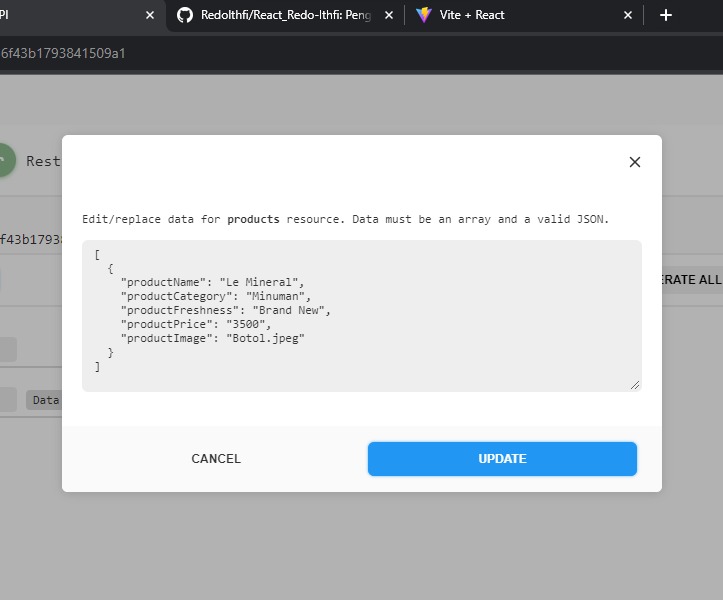 PI
RedoIthfi/React_Redo-Ithfi: Peng
Vite + React
6f43b1793841509a1
Rest
Edit/replace data for products resource. Data must be an array and a valid JSON.
f43b1793
[
{
"productName": "Le Mineral",
"productCategory": "Minuman",
"productFreshness": "Brand New",
"productPrice": "3500",
"productImage": "Botol.jpeg"
}
]
ERATE ALL
Data
CANCEL
UPDATE